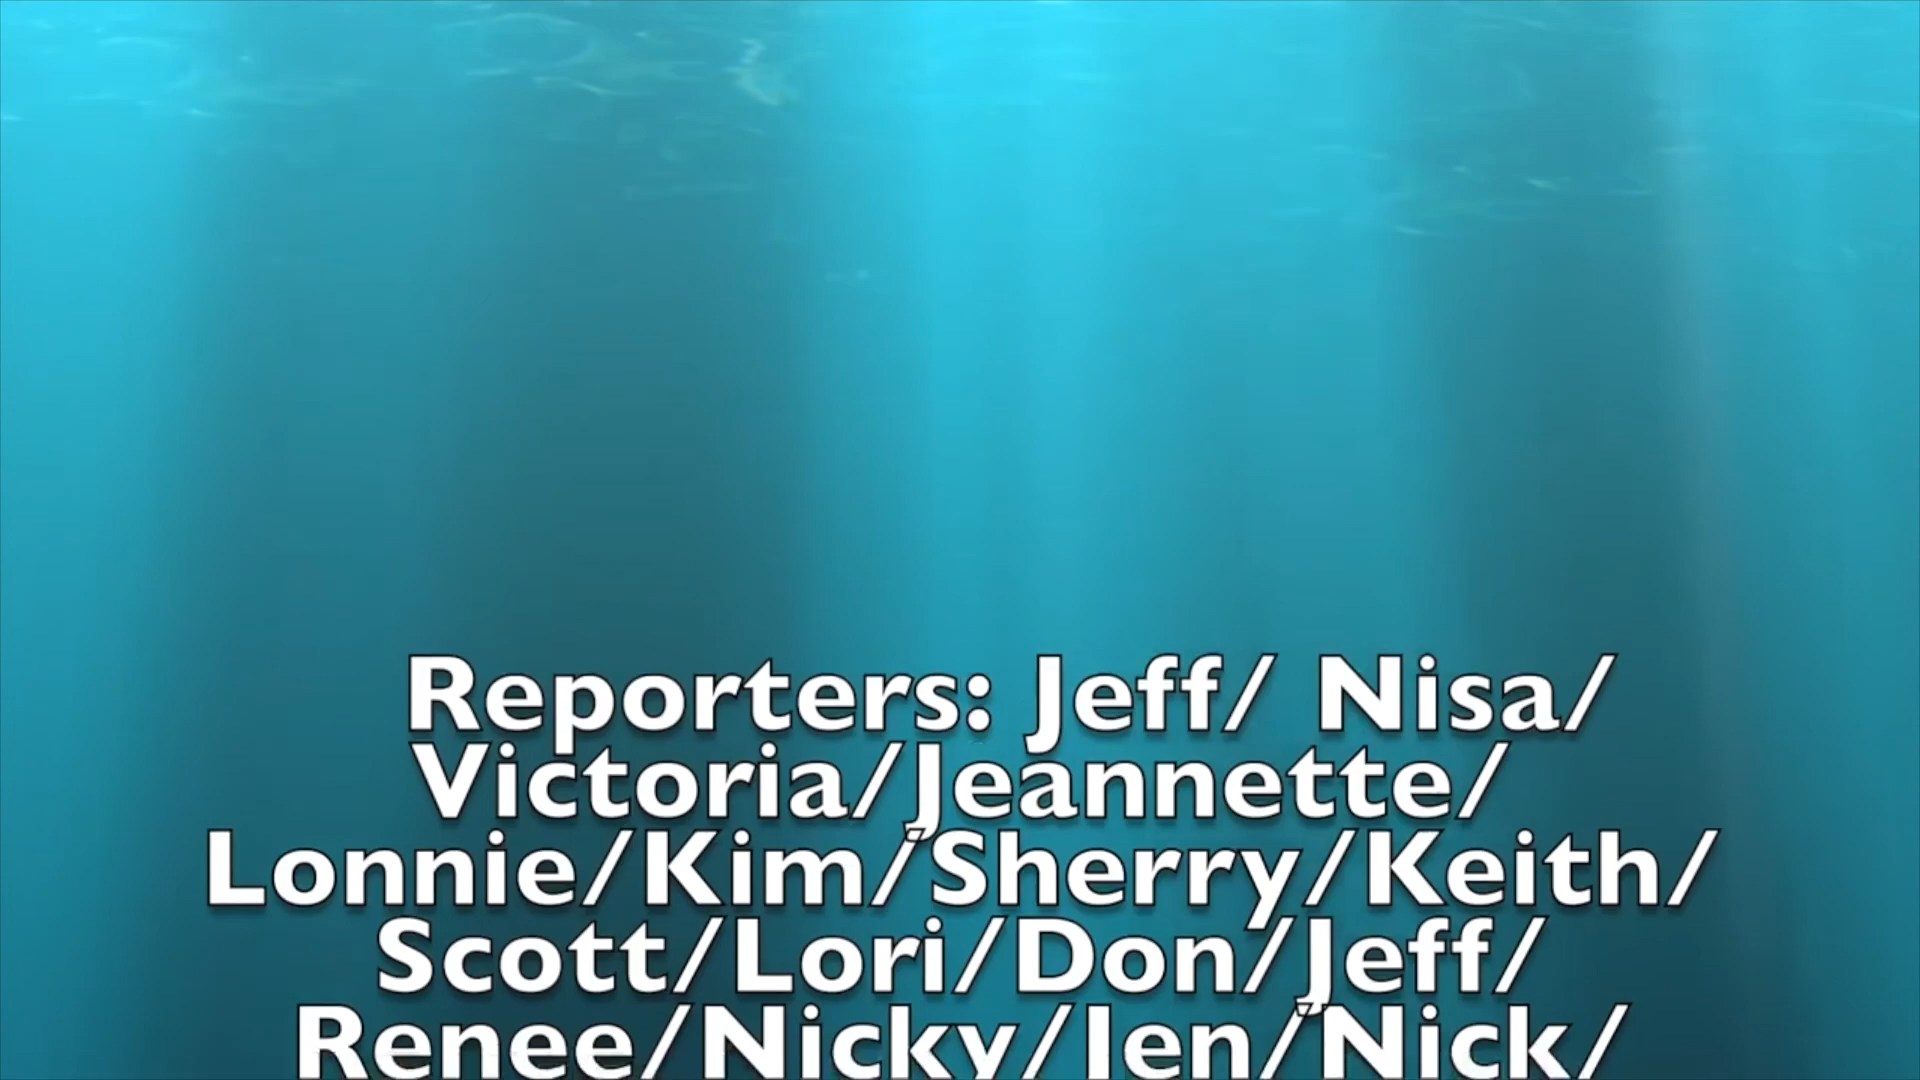 Reporters: Jeff/ Nisa/
Victoria/Jeannette/
Lonnie/Kim/Sherry/Keith/
Scott/Lori/Don/Jeff/
Renee/Nicky/Jen/Nick/